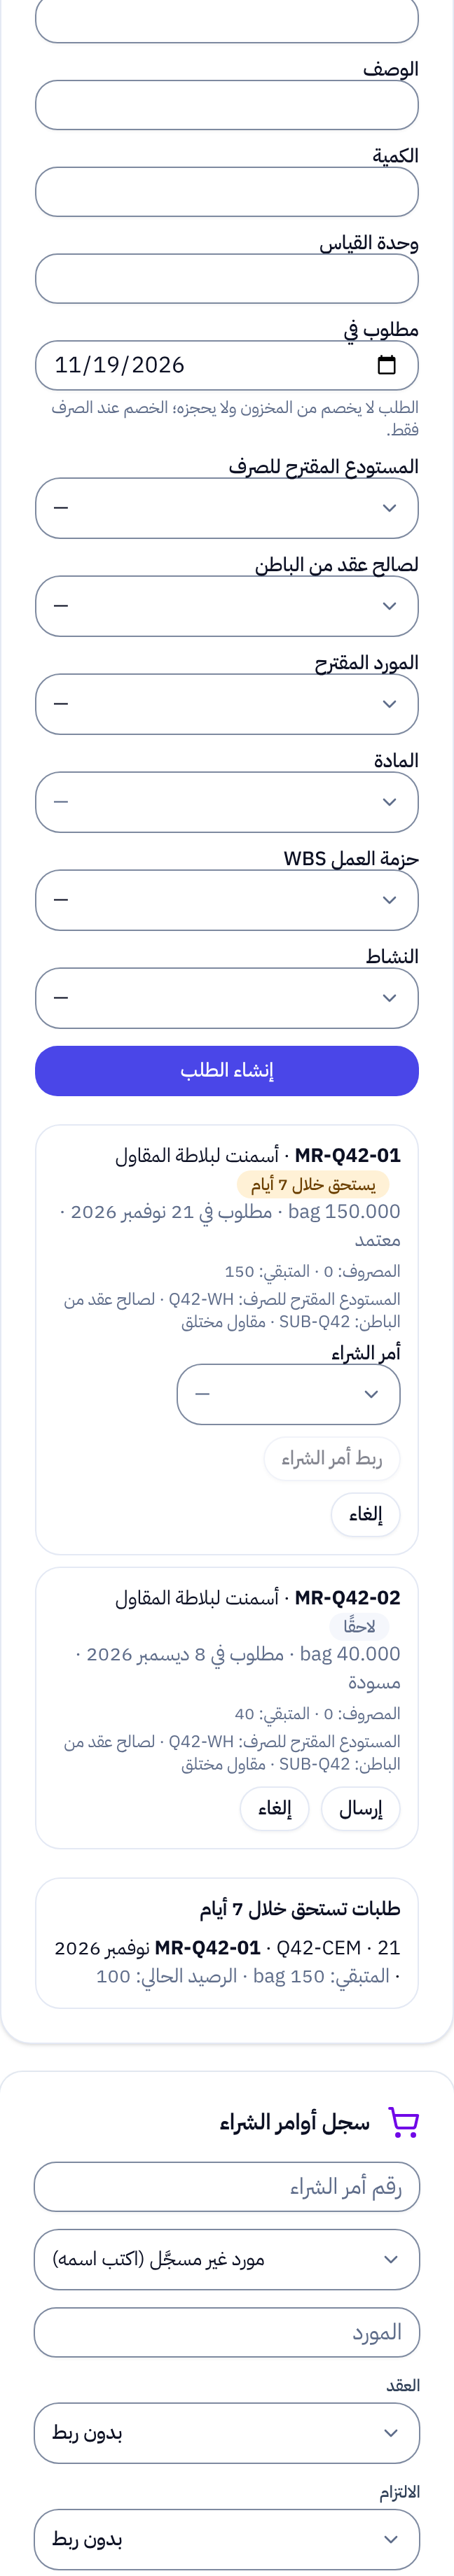 الوصف
الكمية
وحدة القياس
مطلوب في
11/19/2026
الطلب لا يخصم من المخزون ولا يحجزه؛ الخصم عند الصرف
فقط.
المستودع المقترح للصرف
—
لصالح عقد من الباطن
—
المورد المقترح
—
المادة
—
حزمة العمل WBS
—
النشاط
—
إنشاء الطلب
MR-Q42-01 · أسمنت لبلاطة المقاول
يستحق خلال 7 أيام
150.000 bag · مطلوب في 21 نوفمبر 2026 ·
معتمد
المصروف: 0 · المتبقي: 150
المستودع المقترح للصرف: Q42-WH · لصالح عقد من
الباطن: SUB-Q42 · مقاول مختلق
أمر الشراء
—
ربط أمر الشراء
إلغاء
MR-Q42-02 · أسمنت لبلاطة المقاول
لاحقًا
40.000 bag · مطلوب في 8 ديسمبر 2026 ·
مسودة
المصروف: 0 · المتبقي: 40
المستودع المقترح للصرف: Q42-WH · لصالح عقد من
الباطن: SUB-Q42 · مقاول مختلق
إرسال
إلغاء
طلبات تستحق خلال 7 أيام
MR-Q42-01 · Q42-CEM · 21 نوفمبر 2026
· المتبقي: 150 bag · الرصيد الحالي: 100
سجل أوامر الشراء
رقم أمر الشراء
مورد غير مسجَّل (اكتب اسمه)
المورد
العقد
بدون ربط
الالتزام
بدون ربط